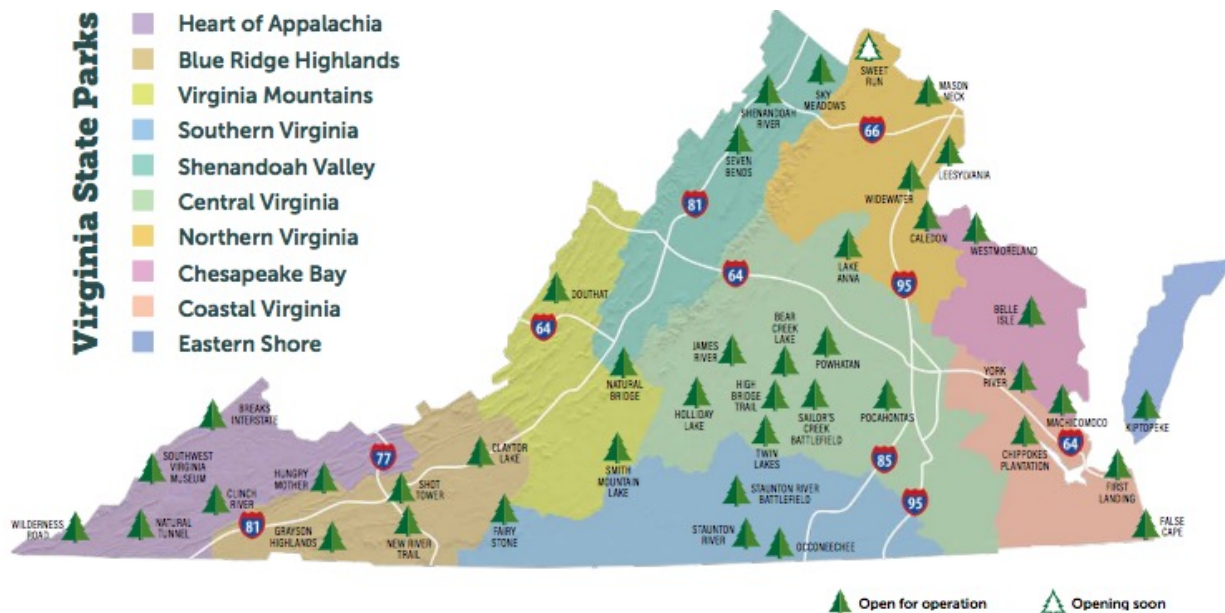 Virginia State Parks
Heart of Appalachia
Blue Ridge Highlands
Virginia Mountains
Southern Virginia
Shenandoah Valley
Central Virginia
Northern Virginia
Chesapeake Bay
Coastal Virginia
Eastern Shore
SWEET
RUN
SKY
MEADOWS
MASON
NECK
SHENANDOAH
RIVER
66
SEVEN
BENDS
LEESYLVANIA
WIDEWATER
81
CALEDON
WESTMORELAND
LAKE
ANNA
64
95
DOUTHAT
64
BELLE
ISLE
BEAR
CREEK
LAKE
JAMES
RIVER
POWHATAN
NATURAL
BRIDGE
YORK
RIVER
HOLLIDAY
LAKE
HIGH
BRIDGE
TRAIL
SAILOR'S
CREEK
BATTLEFIELD
POCAHONTAS
MACHICOMOCO
KIPTOPEKE
BREAKS
INTERSTATE
64
CLAYTOR
LAKE
TWIN
LAKES
CHIPPOKES
PLANTATION
77
SMITH
MOUNTAIN
LAKE
85
SOUTHWEST
VIRGINIA
MUSEUM
HUNGRY
MOTHER
SHOT
TOWER
FIRST
LANDING
CLINCH
RIVER
STAUNTON RIVER
BATTLEFIELD
95
WILDERNESS
ROAD
NATURAL
TUNNEL
81
GRAYSON
HIGHLANDS
NEW RIVER
TRAIL
FAIRY
STONE
STAUNTON
RIVER
OCCONEECHEE
FALSE
CAPE
Open for operation
Opening soon